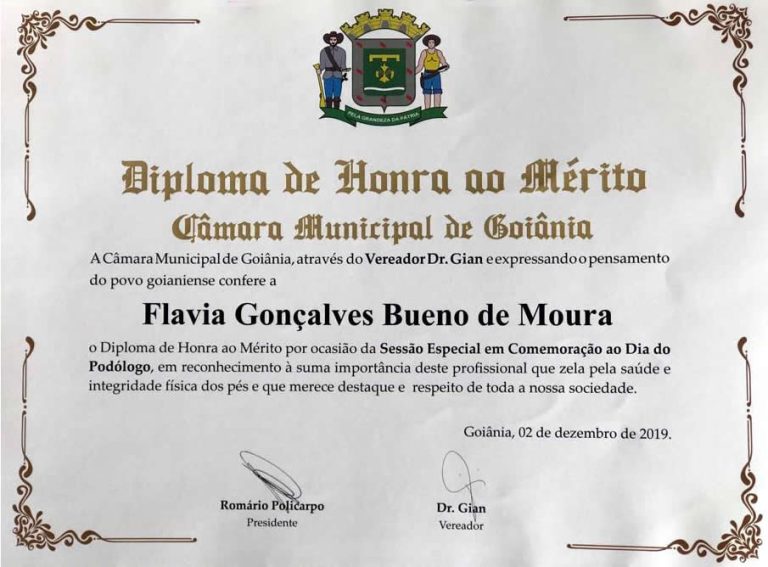 PELA GRANDEZA DA PÁTRIA
Diploma de Honra ao Mérito
Câmara Municipal de Goiânia
A Câmara Municipal de Goiânia, através do Vereador Dr. Gian e expressando o pensamento
do povo goianiense confere a
Flavia Gonçalves Bueno de Moura
o Diploma de Honra ao Mérito por ocasião da Sessão Especial em Comemoração ao Dia do
Podólogo, em reconhecimento à suma importância deste profissional que zela pela saúde e
integridade física dos pés e que merece destaque e respeito de toda a nossa sociedade.
Goiânia, 02 de dezembro de 2019.
Romário Policarpo
Presidente
Dr. Gian
Vereador